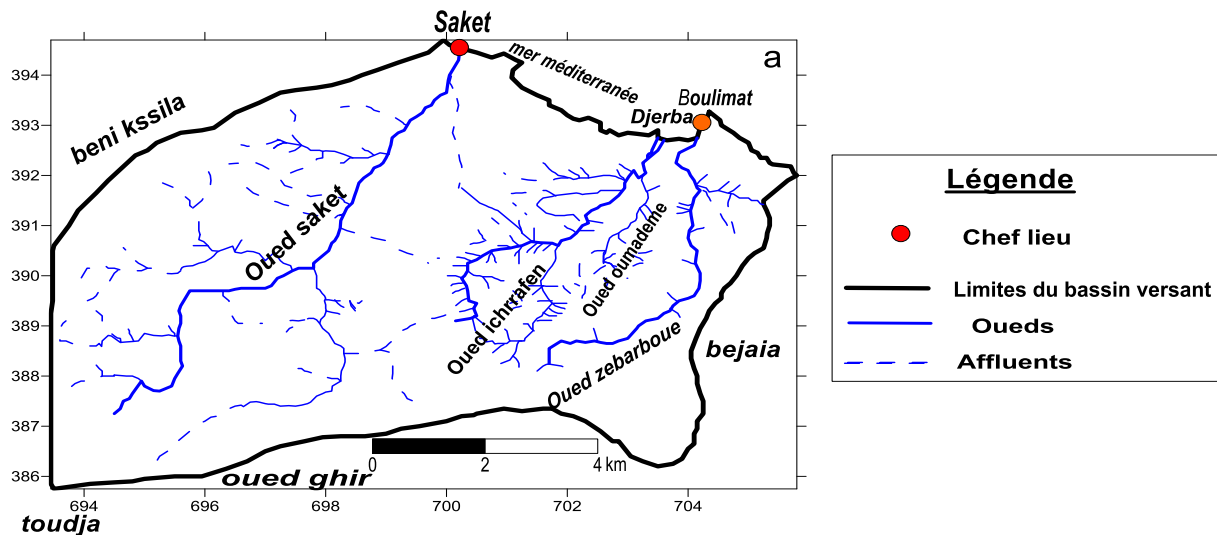 Saket
a
mer méditerranée
394
393
392
391
390
389
388
387
386
beni kssila
Boulimat
Djerba
Oued saket
Oued ichrrafen
Oued oumademe
Oued zebarboue
bejaia
0 2 4 km
oued ghir
694 696 698 700 702 704
toudja
Légende
Chef lieu
Limites du bassin versant
Oueds
Affluents